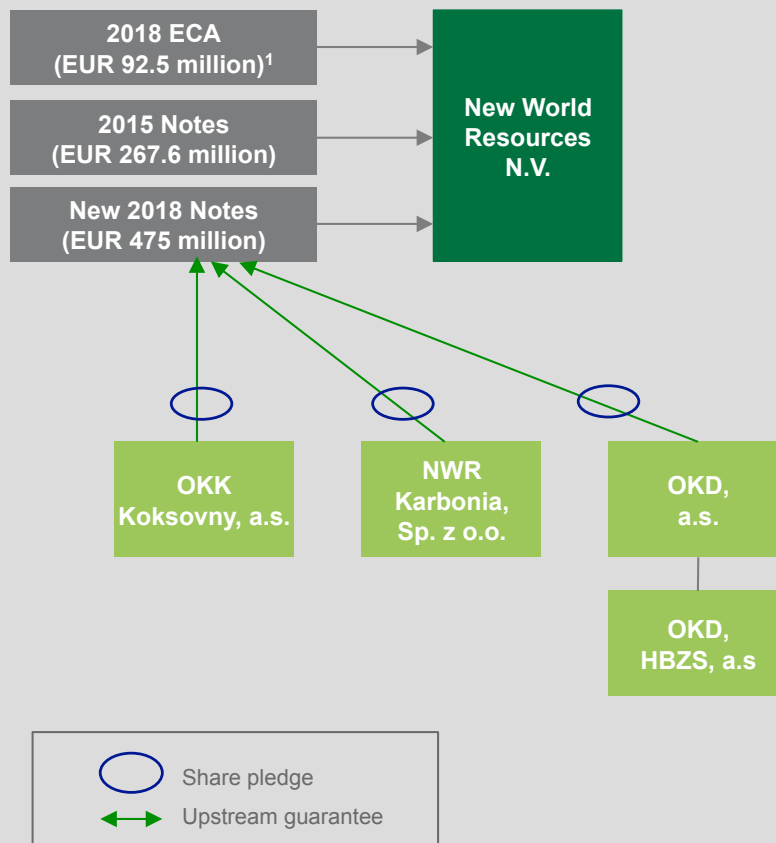 2018 ECA
(EUR 92.5 million)¹
2015 Notes
(EUR 267.6 million)
New 2018 Notes
(EUR 475 million)
New World
Resources
N.V.
OKK
Koksovny, a.s.
NWR
Karbonia,
Sp. z o.o.
OKD,
a.s.
OKD,
HBZS, a.s
Share pledge
Upstream guarantee